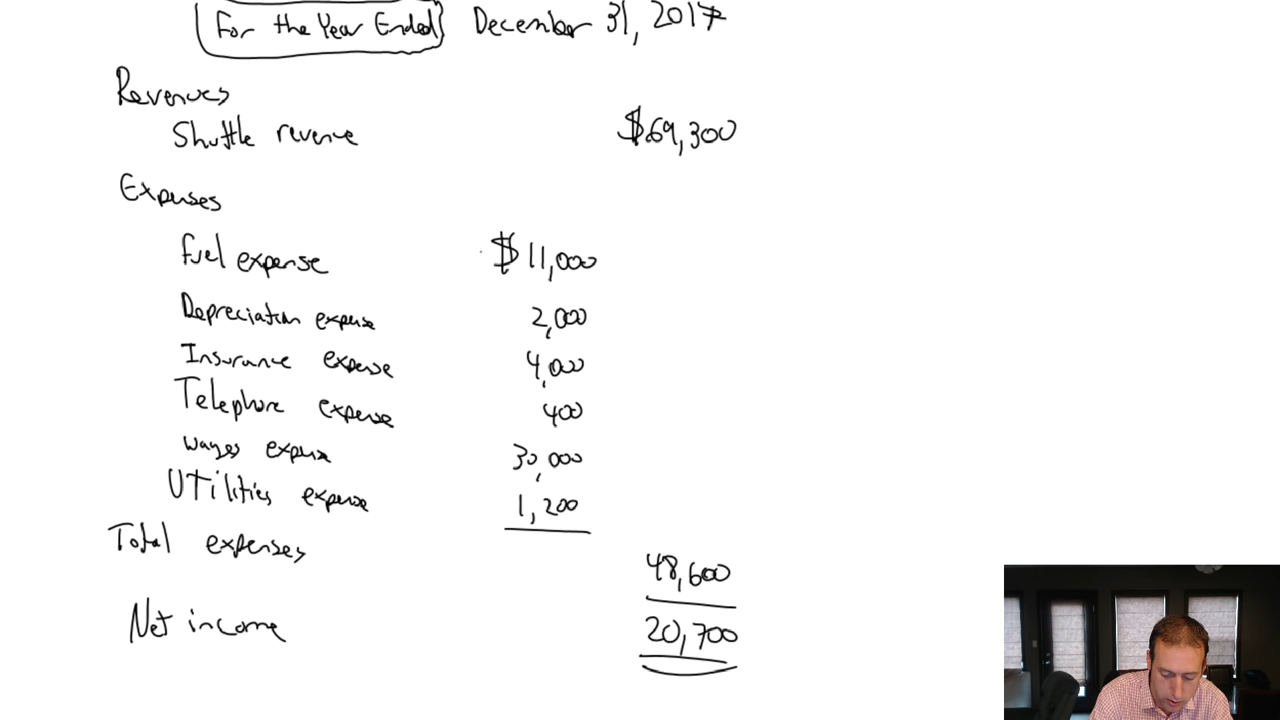 For the Year Ended December 31, 2017
Revenues
Shuttle revenue $69,300
Expenses
Fuel expense $11,000
Depreciation expense 2,000
Insurance expense 4,000
Telephone expense 400
Wages expense 30,000
Utilities expense 1,200
Total expenses 48,600
Net income 20,700